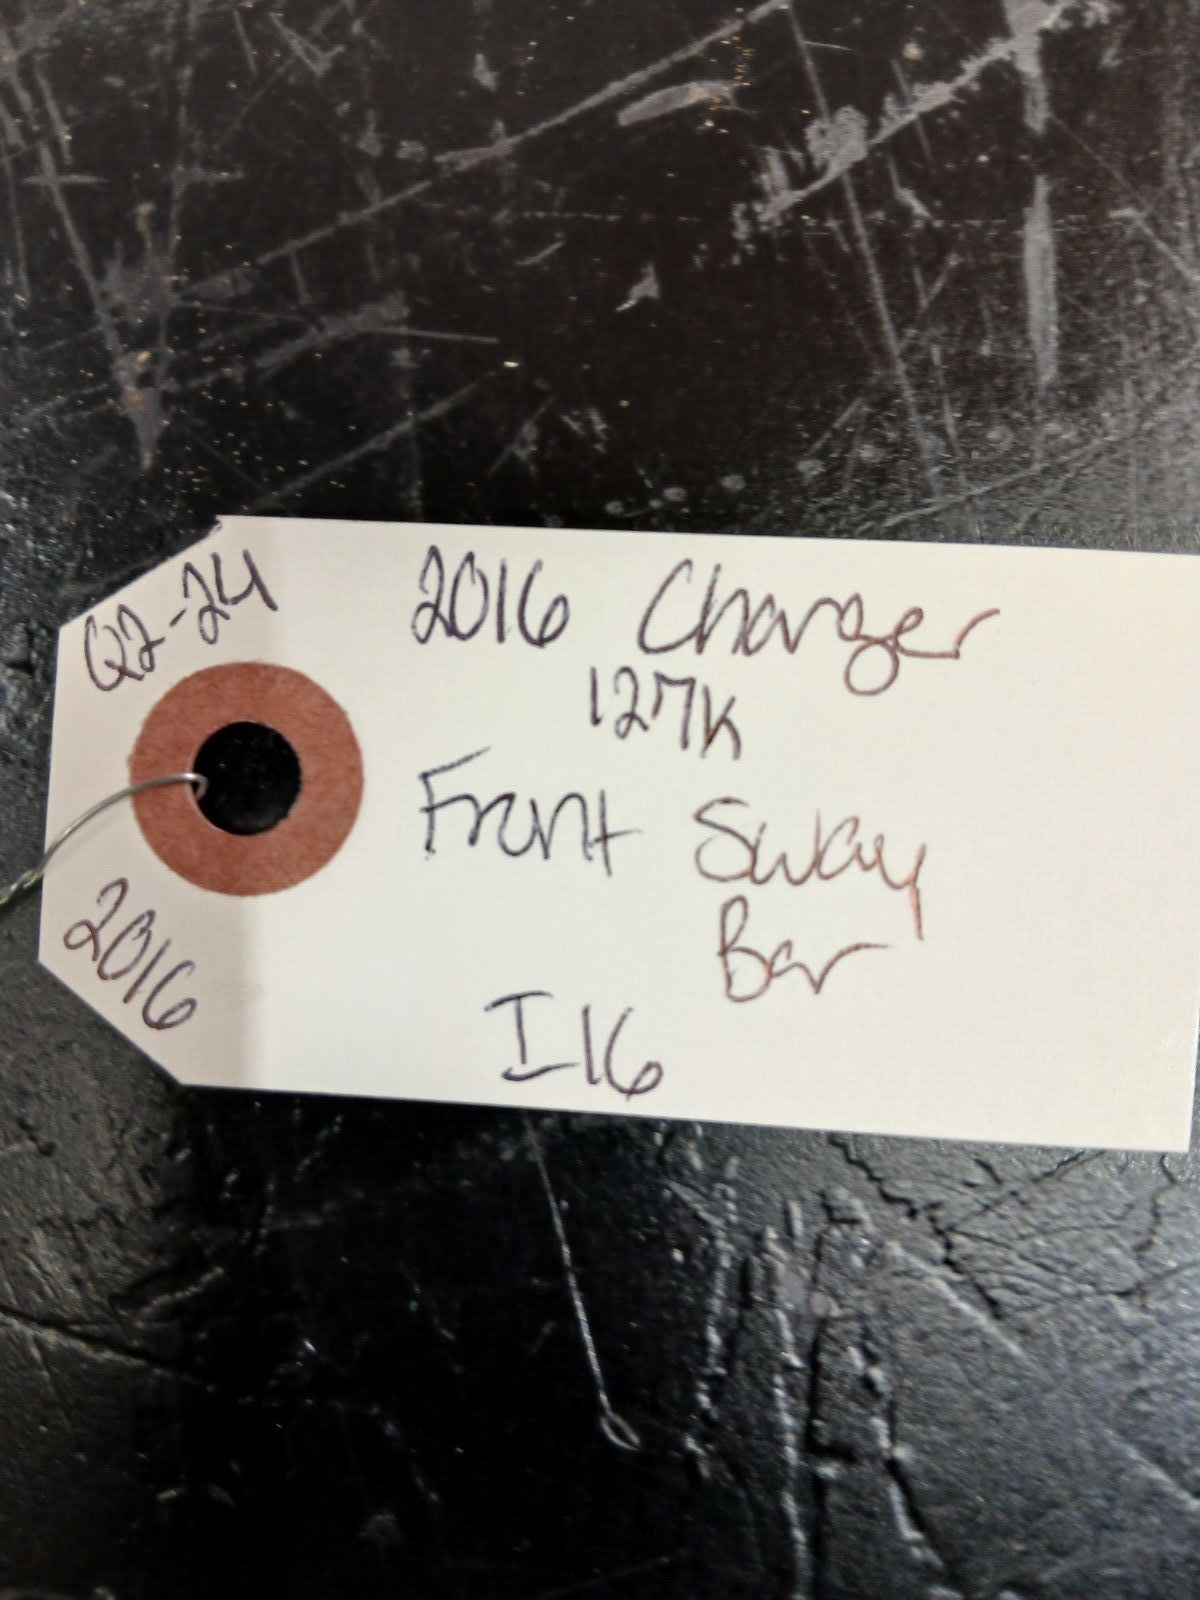 Q2-24
2016 Charger
127K
Front Sway
Bar
2016
I16